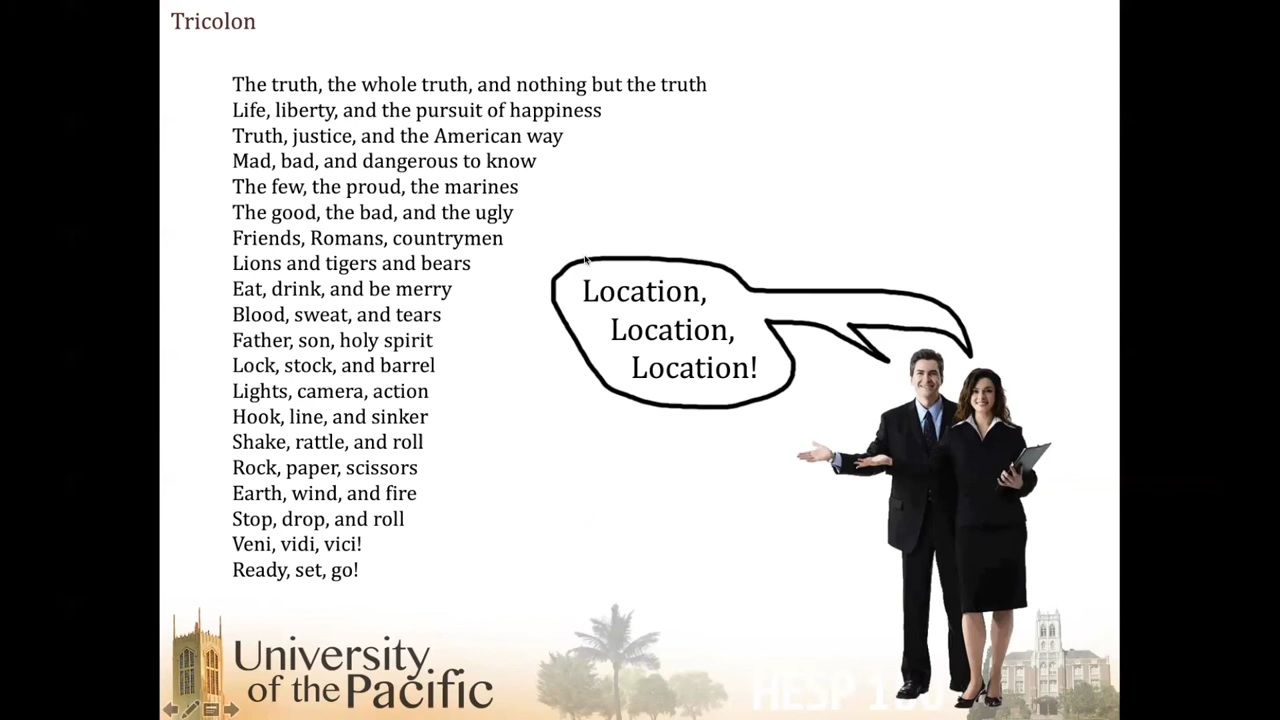 Tricolon
The truth, the whole truth, and nothing but the truth
Life, liberty, and the pursuit of happiness
Truth, justice, and the American way
Mad, bad, and dangerous to know
The few, the proud, the marines
The good, the bad, and the ugly
Friends, Romans, countrymen
Lions and tigers and bears
Eat, drink, and be merry
Blood, sweat, and tears
Father, son, holy spirit
Lock, stock, and barrel
Lights, camera, action
Hook, line, and sinker
Shake, rattle, and roll
Rock, paper, scissors
Earth, wind, and fire
Stop, drop, and roll
Veni, vidi, vici!
Ready, set, go!
Location,
Location,
Location!
University
of the Pacific
HESP